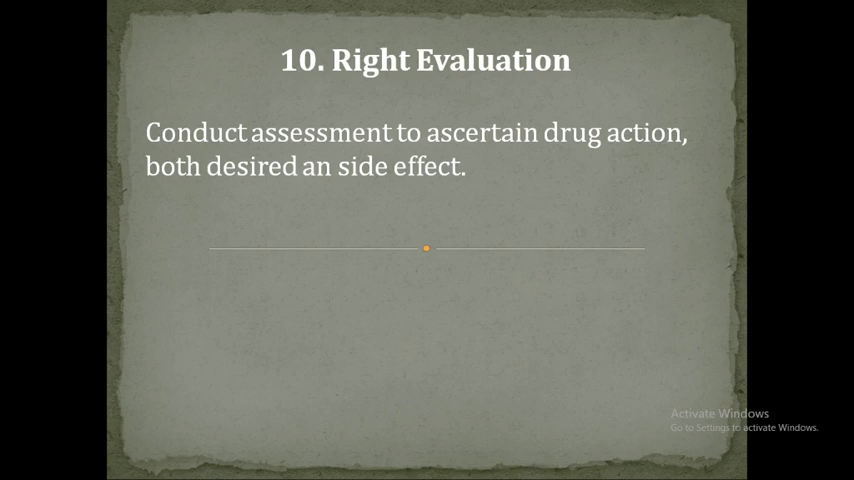 10. Right Evaluation
Conduct assessment to ascertain drug action,
both desired an side effect.
Activate Windows
Go to Settings to activate Windows.